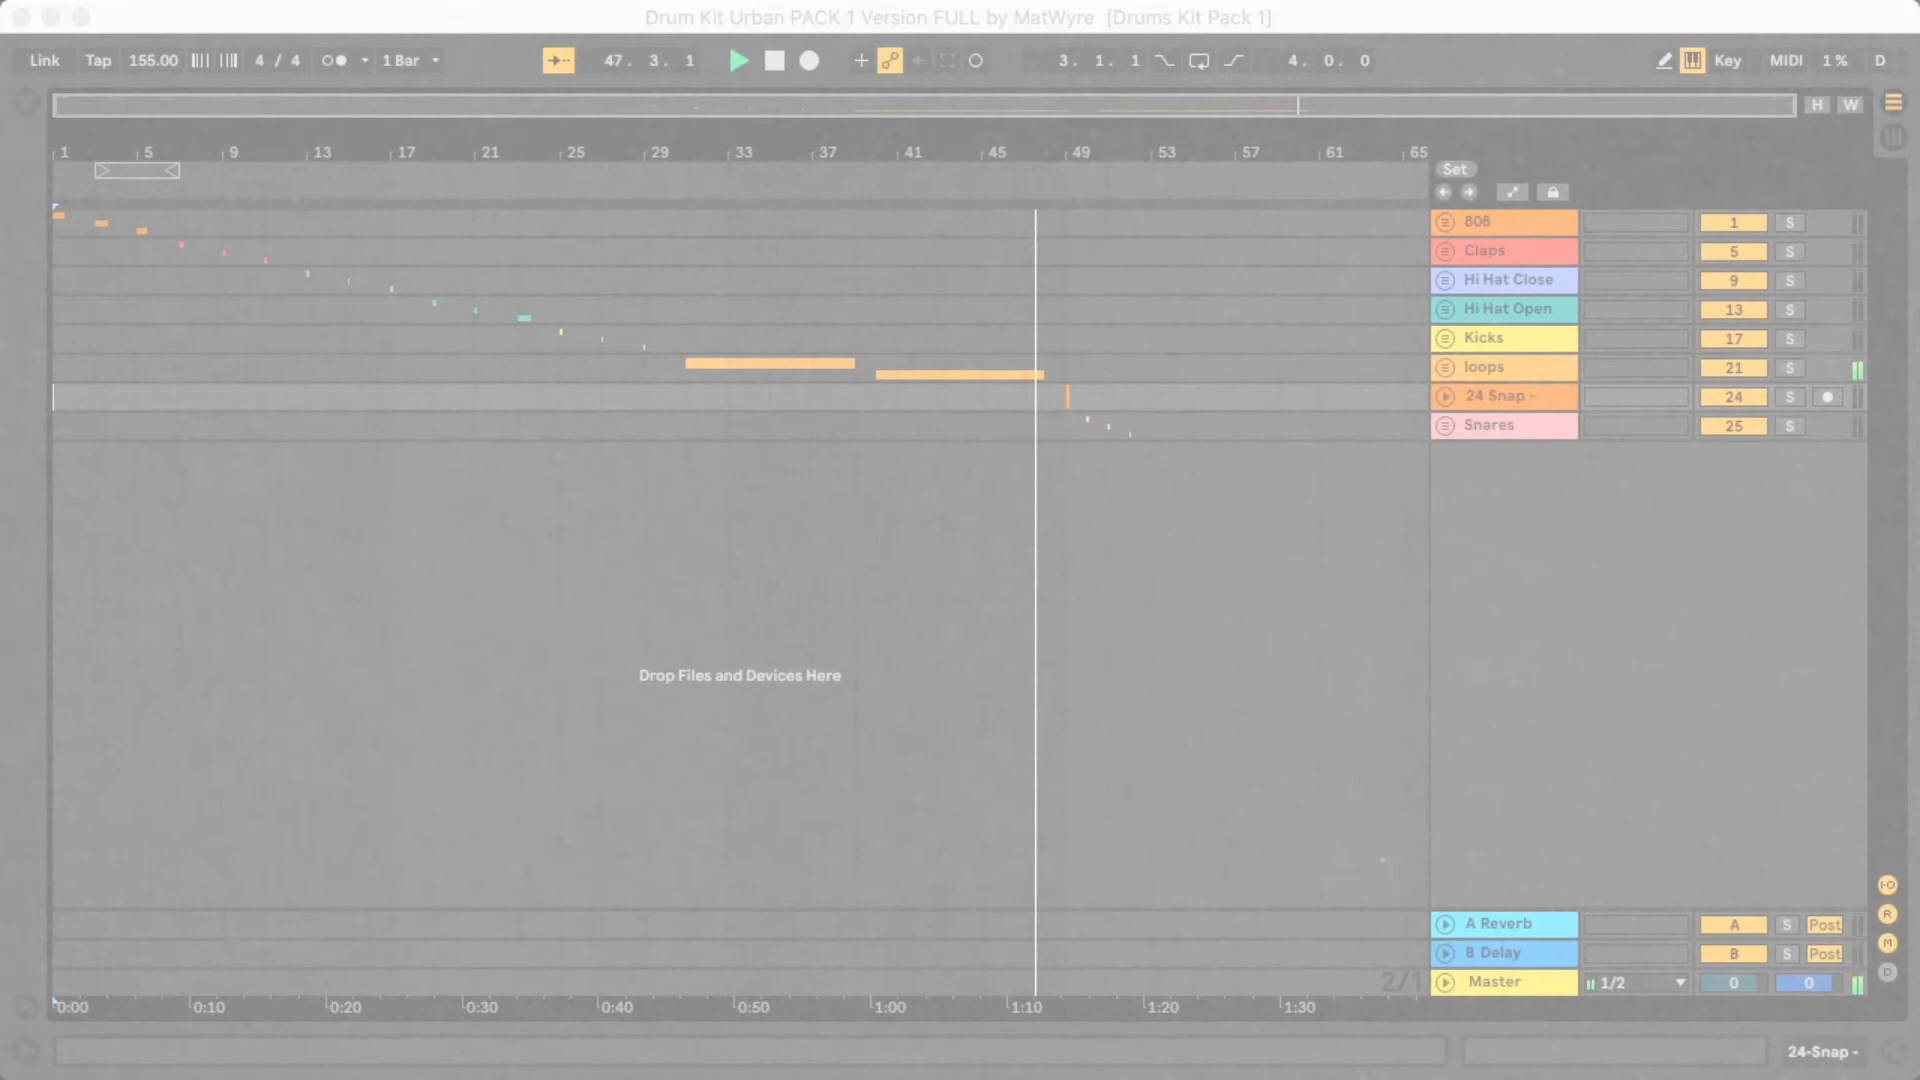 Drum Kit Urban PACK 1 Version FULL by MatWyre [Drums Kit Pack 1]
Link Tap 155.00 4 / 4 1 Bar 47. 3. 1 3. 1. 1 4. 0. 0 Key MIDI 1 % D
H W
1 5 9 13 17 21 25 29 33 37 41 45 49 53 57 61 65
Set
808 1 S
Claps 5 S
Hi Hat Close 9 S
Hi Hat Open 13 S
Kicks 17 S
loops 21 S
24 Snap - 24 S
Snares 25 S
Drop Files and Devices Here
I·O
R
M
D
A Reverb A S Post
B Delay B S Post
2/1 Master 1/2 0 0
0:00 0:10 0:20 0:30 0:40 0:50 1:00 1:10 1:20 1:30
24-Snap -